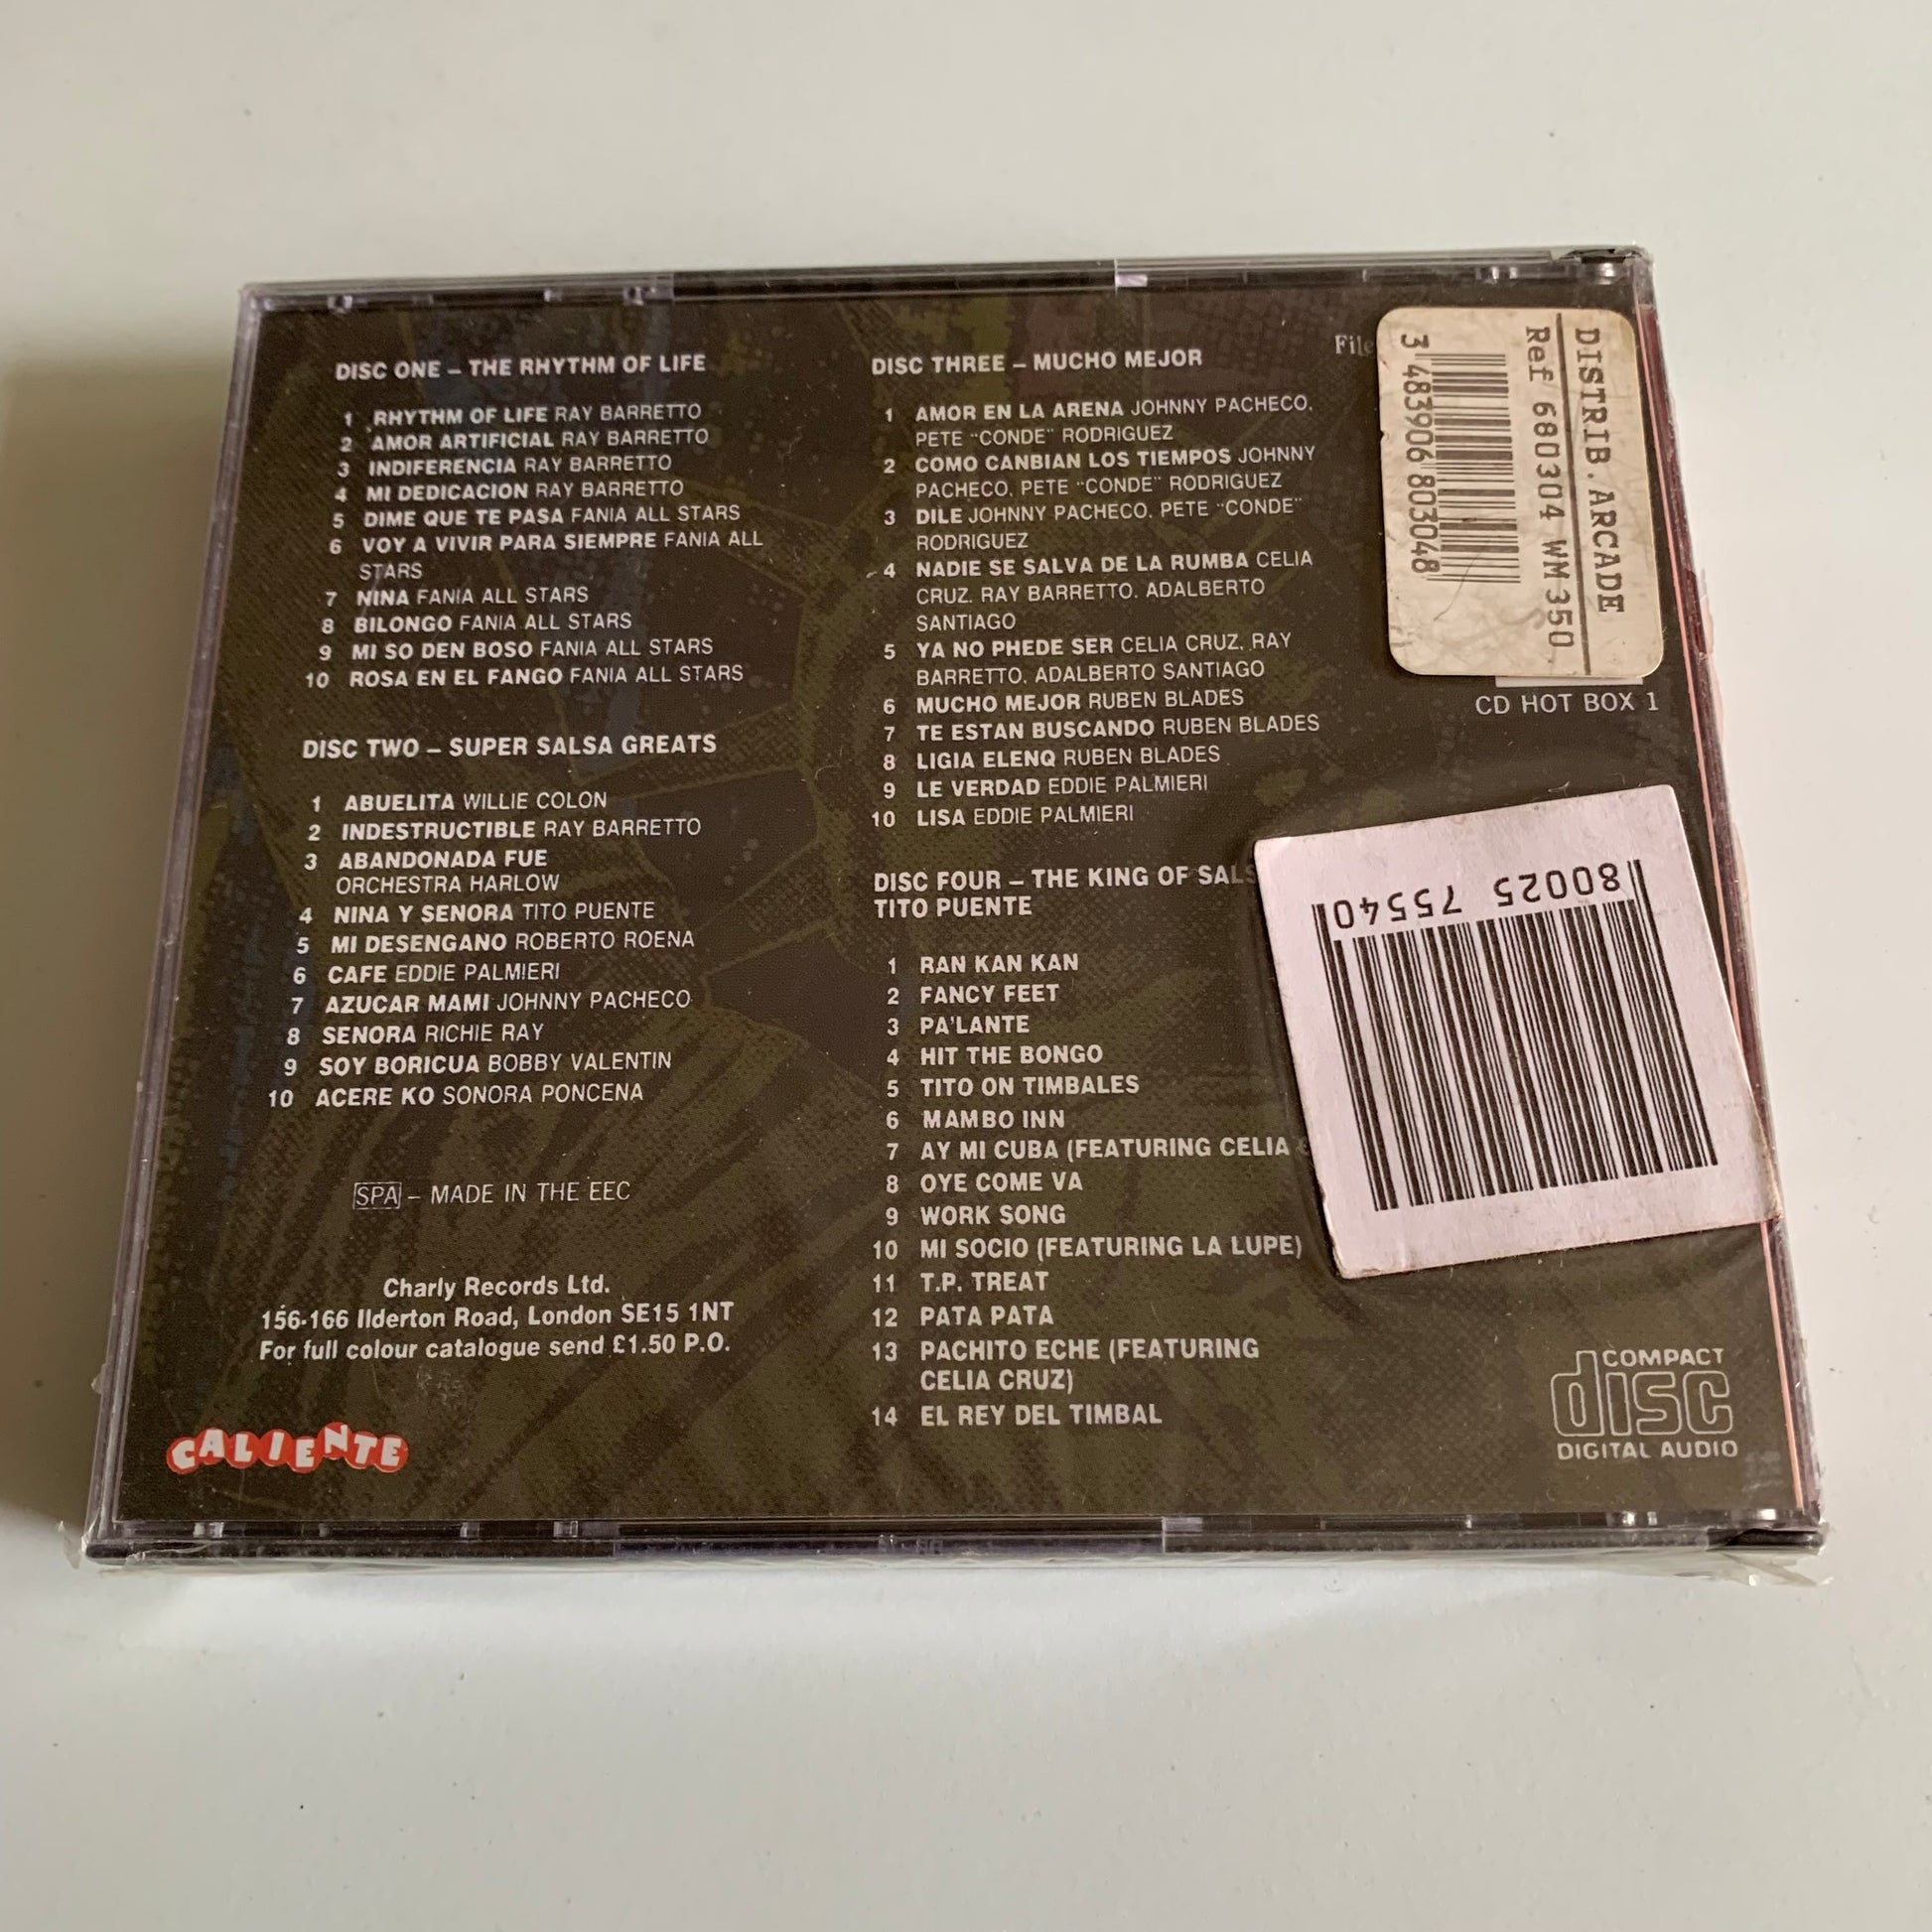 DISC ONE – THE RHYTHM OF LIFE
1 RHYTHM OF LIFE RAY BARRETTO
2 AMOR ARTIFICIAL RAY BARRETTO
3 INDIFERENCIA RAY BARRETTO
4 MI DEDICACION RAY BARRETTO
5 DIME QUE TE PASA FANIA ALL STARS
6 VOY A VIVIR PARA SIEMPRE FANIA ALL
STARS
7 NINA FANIA ALL STARS
8 BILONGO FANIA ALL STARS
9 MI SO DEN BOSO FANIA ALL STARS
10 ROSA EN EL FANGO FANIA ALL STARS
DISC TWO – SUPER SALSA GREATS
1 ABUELITA WILLIE COLON
2 INDESTRUCTIBLE RAY BARRETTO
3 ABANDONADA FUE
ORCHESTRA HARLOW
4 NINA Y SENORA TITO PUENTE
5 MI DESENGANO ROBERTO ROENA
6 CAFE EDDIE PALMIERI
7 AZUCAR MAMI JOHNNY PACHECO
8 SENORA RICHIE RAY
9 SOY BORICUA BOBBY VALENTIN
10 ACERE KO SONORA PONCENA
SPA – MADE IN THE EEC
Charly Records Ltd.
156-166 Ilderton Road, London SE15 1NT
For full colour catalogue send £1.50 P.O.
CALIENTE
DISC THREE – MUCHO MEJOR
1 AMOR EN LA ARENA JOHNNY PACHECO,
PETE "CONDE" RODRIGUEZ
2 COMO CANBIAN LOS TIEMPOS JOHNNY
PACHECO, PETE "CONDE" RODRIGUEZ
3 DILE JOHNNY PACHECO, PETE "CONDE"
RODRIGUEZ
4 NADIE SE SALVA DE LA RUMBA CELIA
CRUZ, RAY BARRETTO, ADALBERTO
SANTIAGO
5 YA NO PHEDE SER CELIA CRUZ, RAY
BARRETTO, ADALBERTO SANTIAGO
6 MUCHO MEJOR RUBEN BLADES
7 TE ESTAN BUSCANDO RUBEN BLADES
8 LIGIA ELENQ RUBEN BLADES
9 LE VERDAD EDDIE PALMIERI
10 LISA EDDIE PALMIERI
DISC FOUR – THE KING OF SALS
TITO PUENTE
1 RAN KAN KAN
2 FANCY FEET
3 PA'LANTE
4 HIT THE BONGO
5 TITO ON TIMBALES
6 MAMBO INN
7 AY MI CUBA (FEATURING CELIA
8 OYE COME VA
9 WORK SONG
10 MI SOCIO (FEATURING LA LUPE)
11 T.P. TREAT
12 PATA PATA
13 PACHITO ECHE (FEATURING
CELIA CRUZ)
14 EL REY DEL TIMBAL
File
DISTRIB.ARCADE
Ref 680304 WM 350
3 483906 803048
CD HOT BOX 1
80025 75540
COMPACT
disc
DIGITAL AUDIO